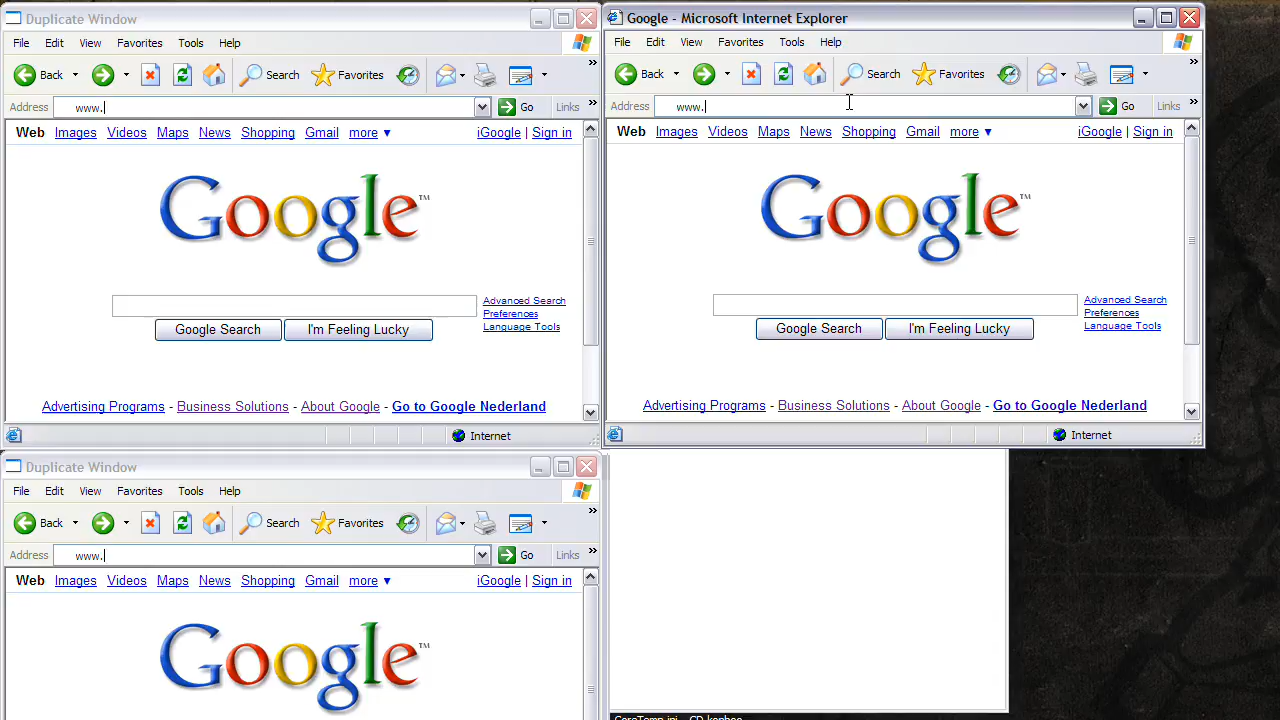 Duplicate Window
File Edit View Favorites Tools Help
Back Search Favorites
Address www. Go Links
Web Images Videos Maps News Shopping Gmail more ▼ iGoogle | Sign in
Google™
Advanced Search
Preferences
Language Tools
Google Search I'm Feeling Lucky
Advertising Programs - Business Solutions - About Google - Go to Google Nederland
Internet
Google - Microsoft Internet Explorer
File Edit View Favorites Tools Help
Back Search Favorites
Address www. Go Links
Web Images Videos Maps News Shopping Gmail more ▼ iGoogle | Sign in
Google™
Advanced Search
Preferences
Language Tools
Google Search I'm Feeling Lucky
Advertising Programs - Business Solutions - About Google - Go to Google Nederland
Internet
Duplicate Window
File Edit View Favorites Tools Help
Back Search Favorites
Address www. Go Links
Web Images Videos Maps News Shopping Gmail more ▼ iGoogle | Sign in
Google™